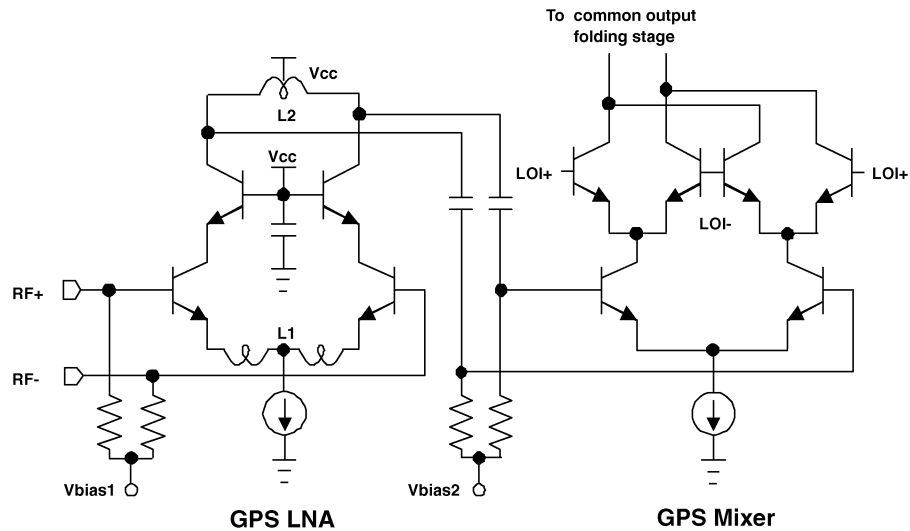 To common output
folding stage
Vcc
L2
Vcc
LOI+
LOI+
LOI-
RF+
L1
RF-
Vbias1
Vbias2
GPS LNA
GPS Mixer